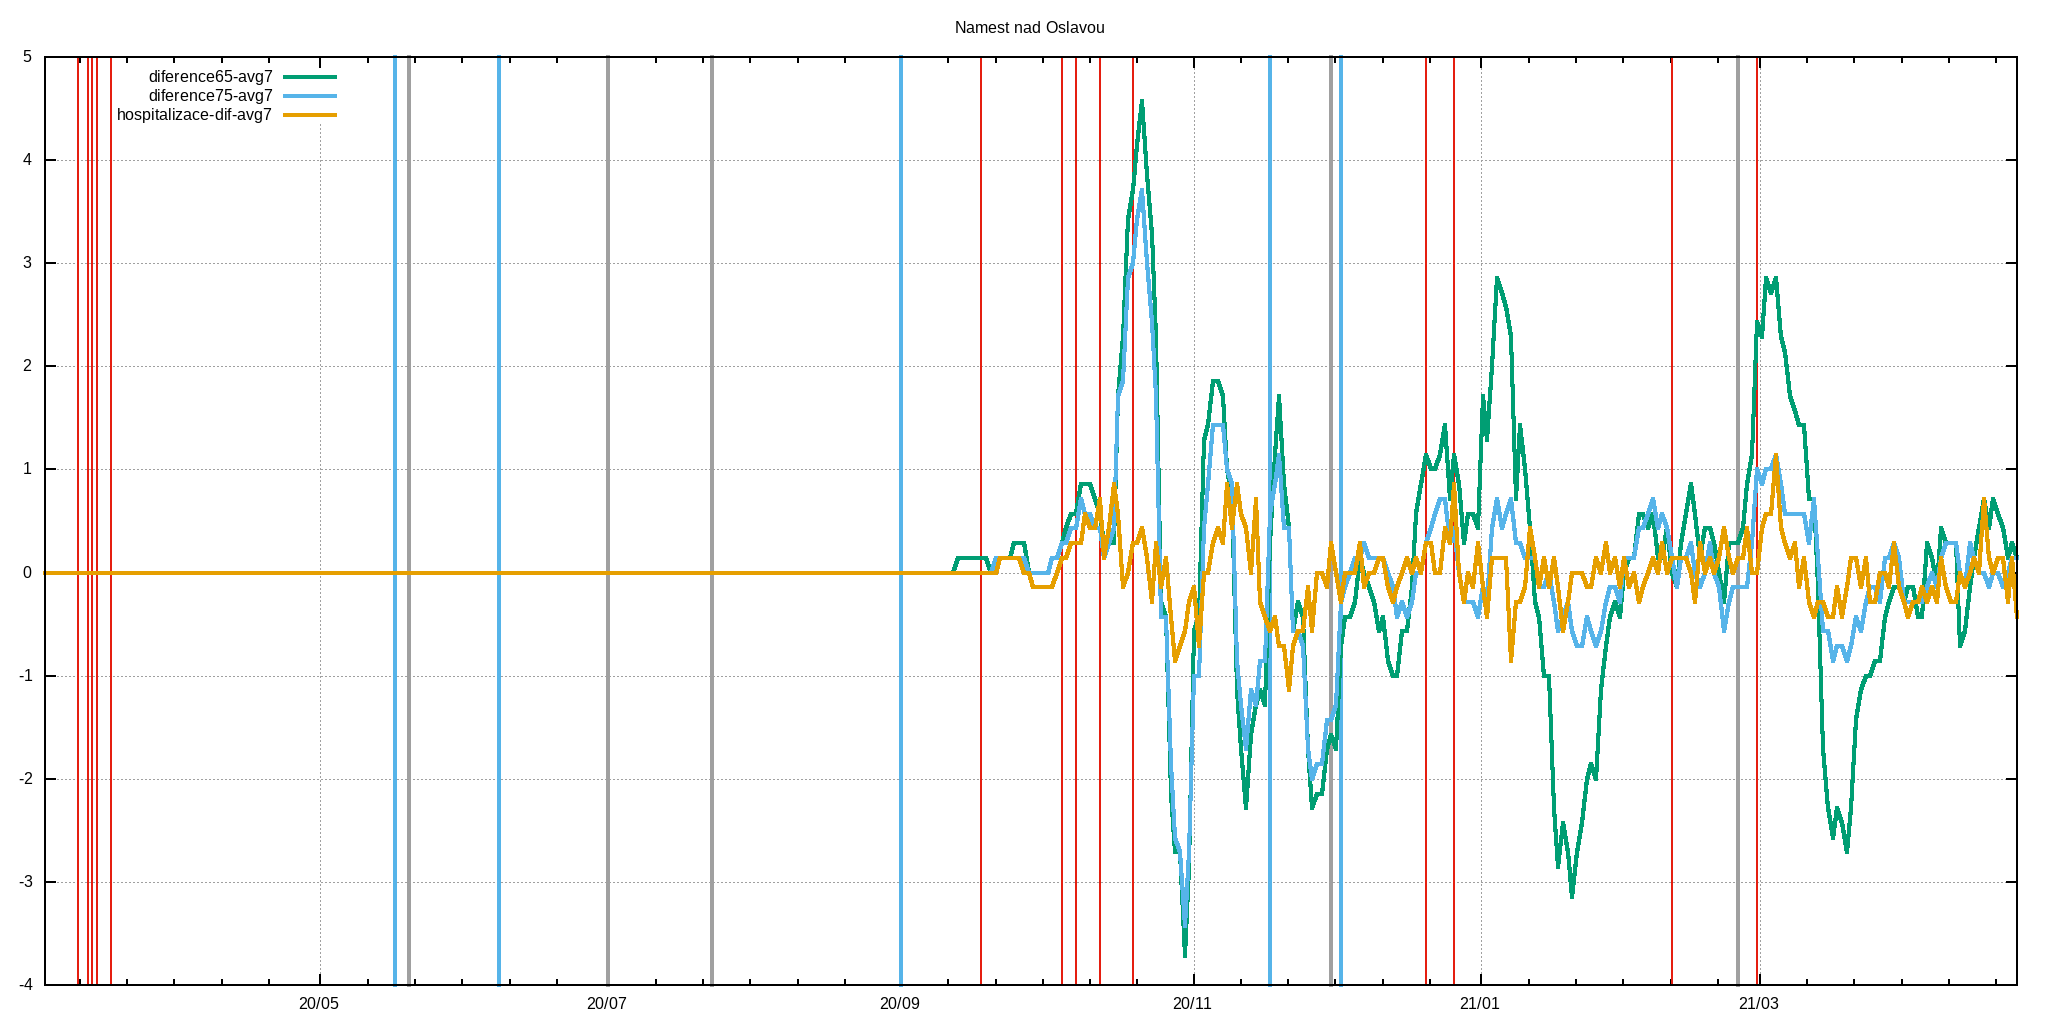 Namest nad Oslavou
diference65-avg7
diference75-avg7
hospitalizace-dif-avg7
5
4
3
2
1
0
-1
-2
-3
-4
20/05 20/07 20/09 20/11 21/01 21/03